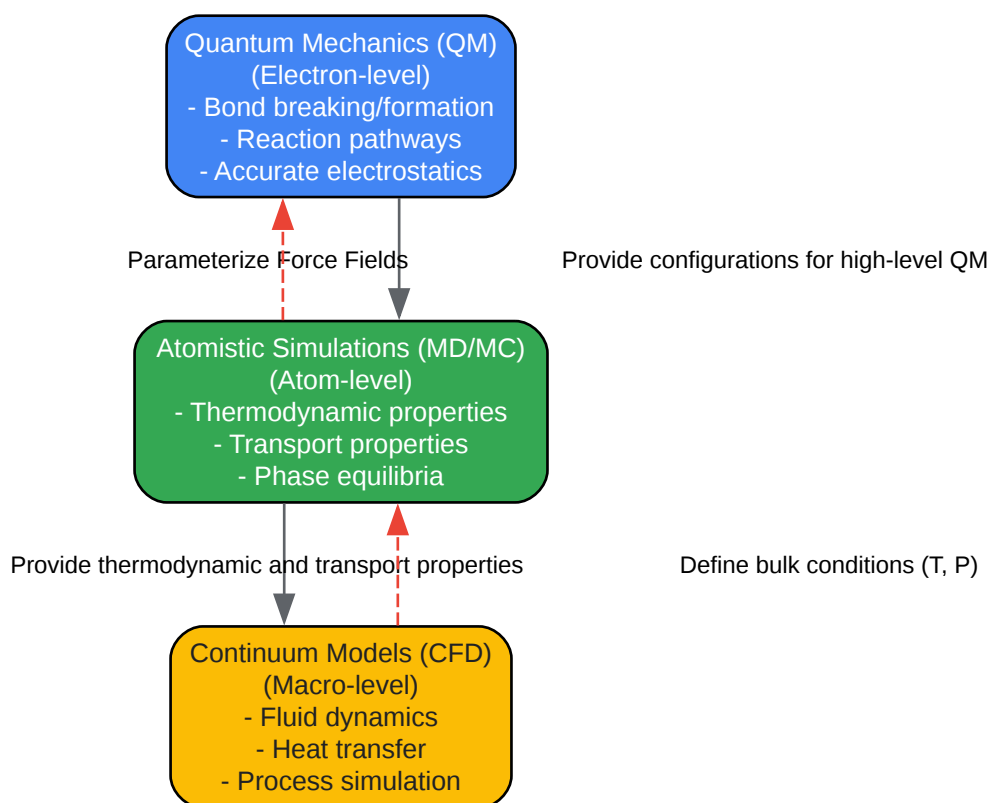 Quantum Mechanics (QM)
(Electron-level)
- Bond breaking/formation
- Reaction pathways
- Accurate electrostatics
Parameterize Force Fields
Provide configurations for high-level QM
Atomistic Simulations (MD/MC)
(Atom-level)
- Thermodynamic properties
- Transport properties
- Phase equilibria
Provide thermodynamic and transport properties
Define bulk conditions (T, P)
Continuum Models (CFD)
(Macro-level)
- Fluid dynamics
- Heat transfer
- Process simulation